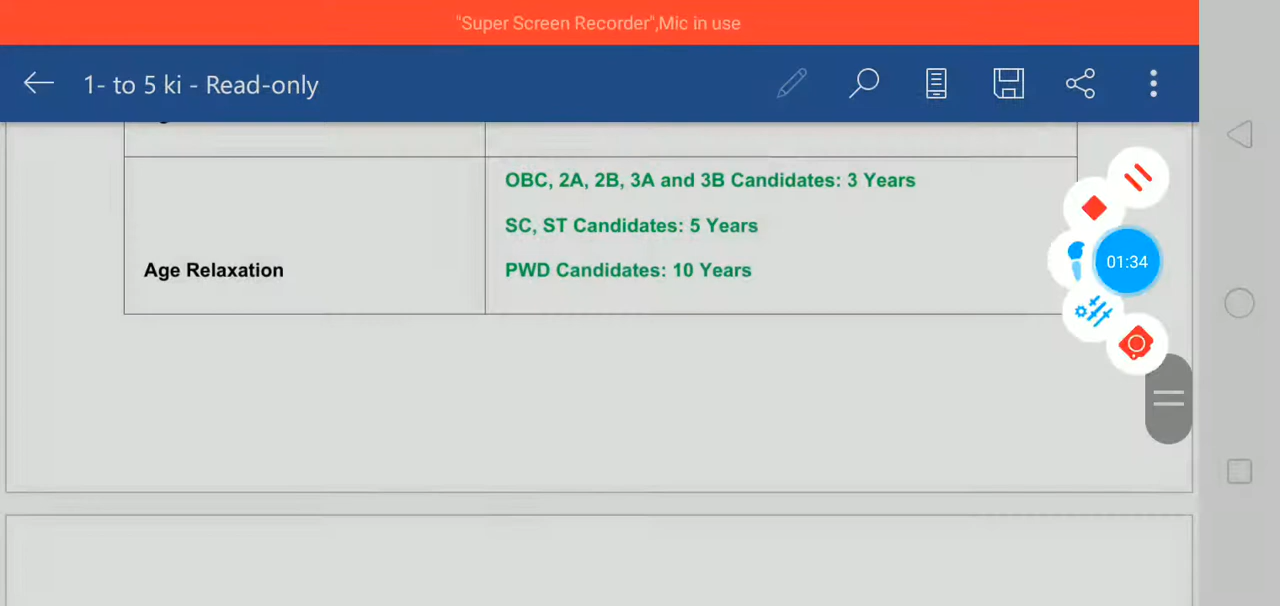 "Super Screen Recorder",Mic in use
1- to 5 ki - Read-only
OBC, 2A, 2B, 3A and 3B Candidates: 3 Years
SC, ST Candidates: 5 Years
Age Relaxation
PWD Candidates: 10 Years
01:34